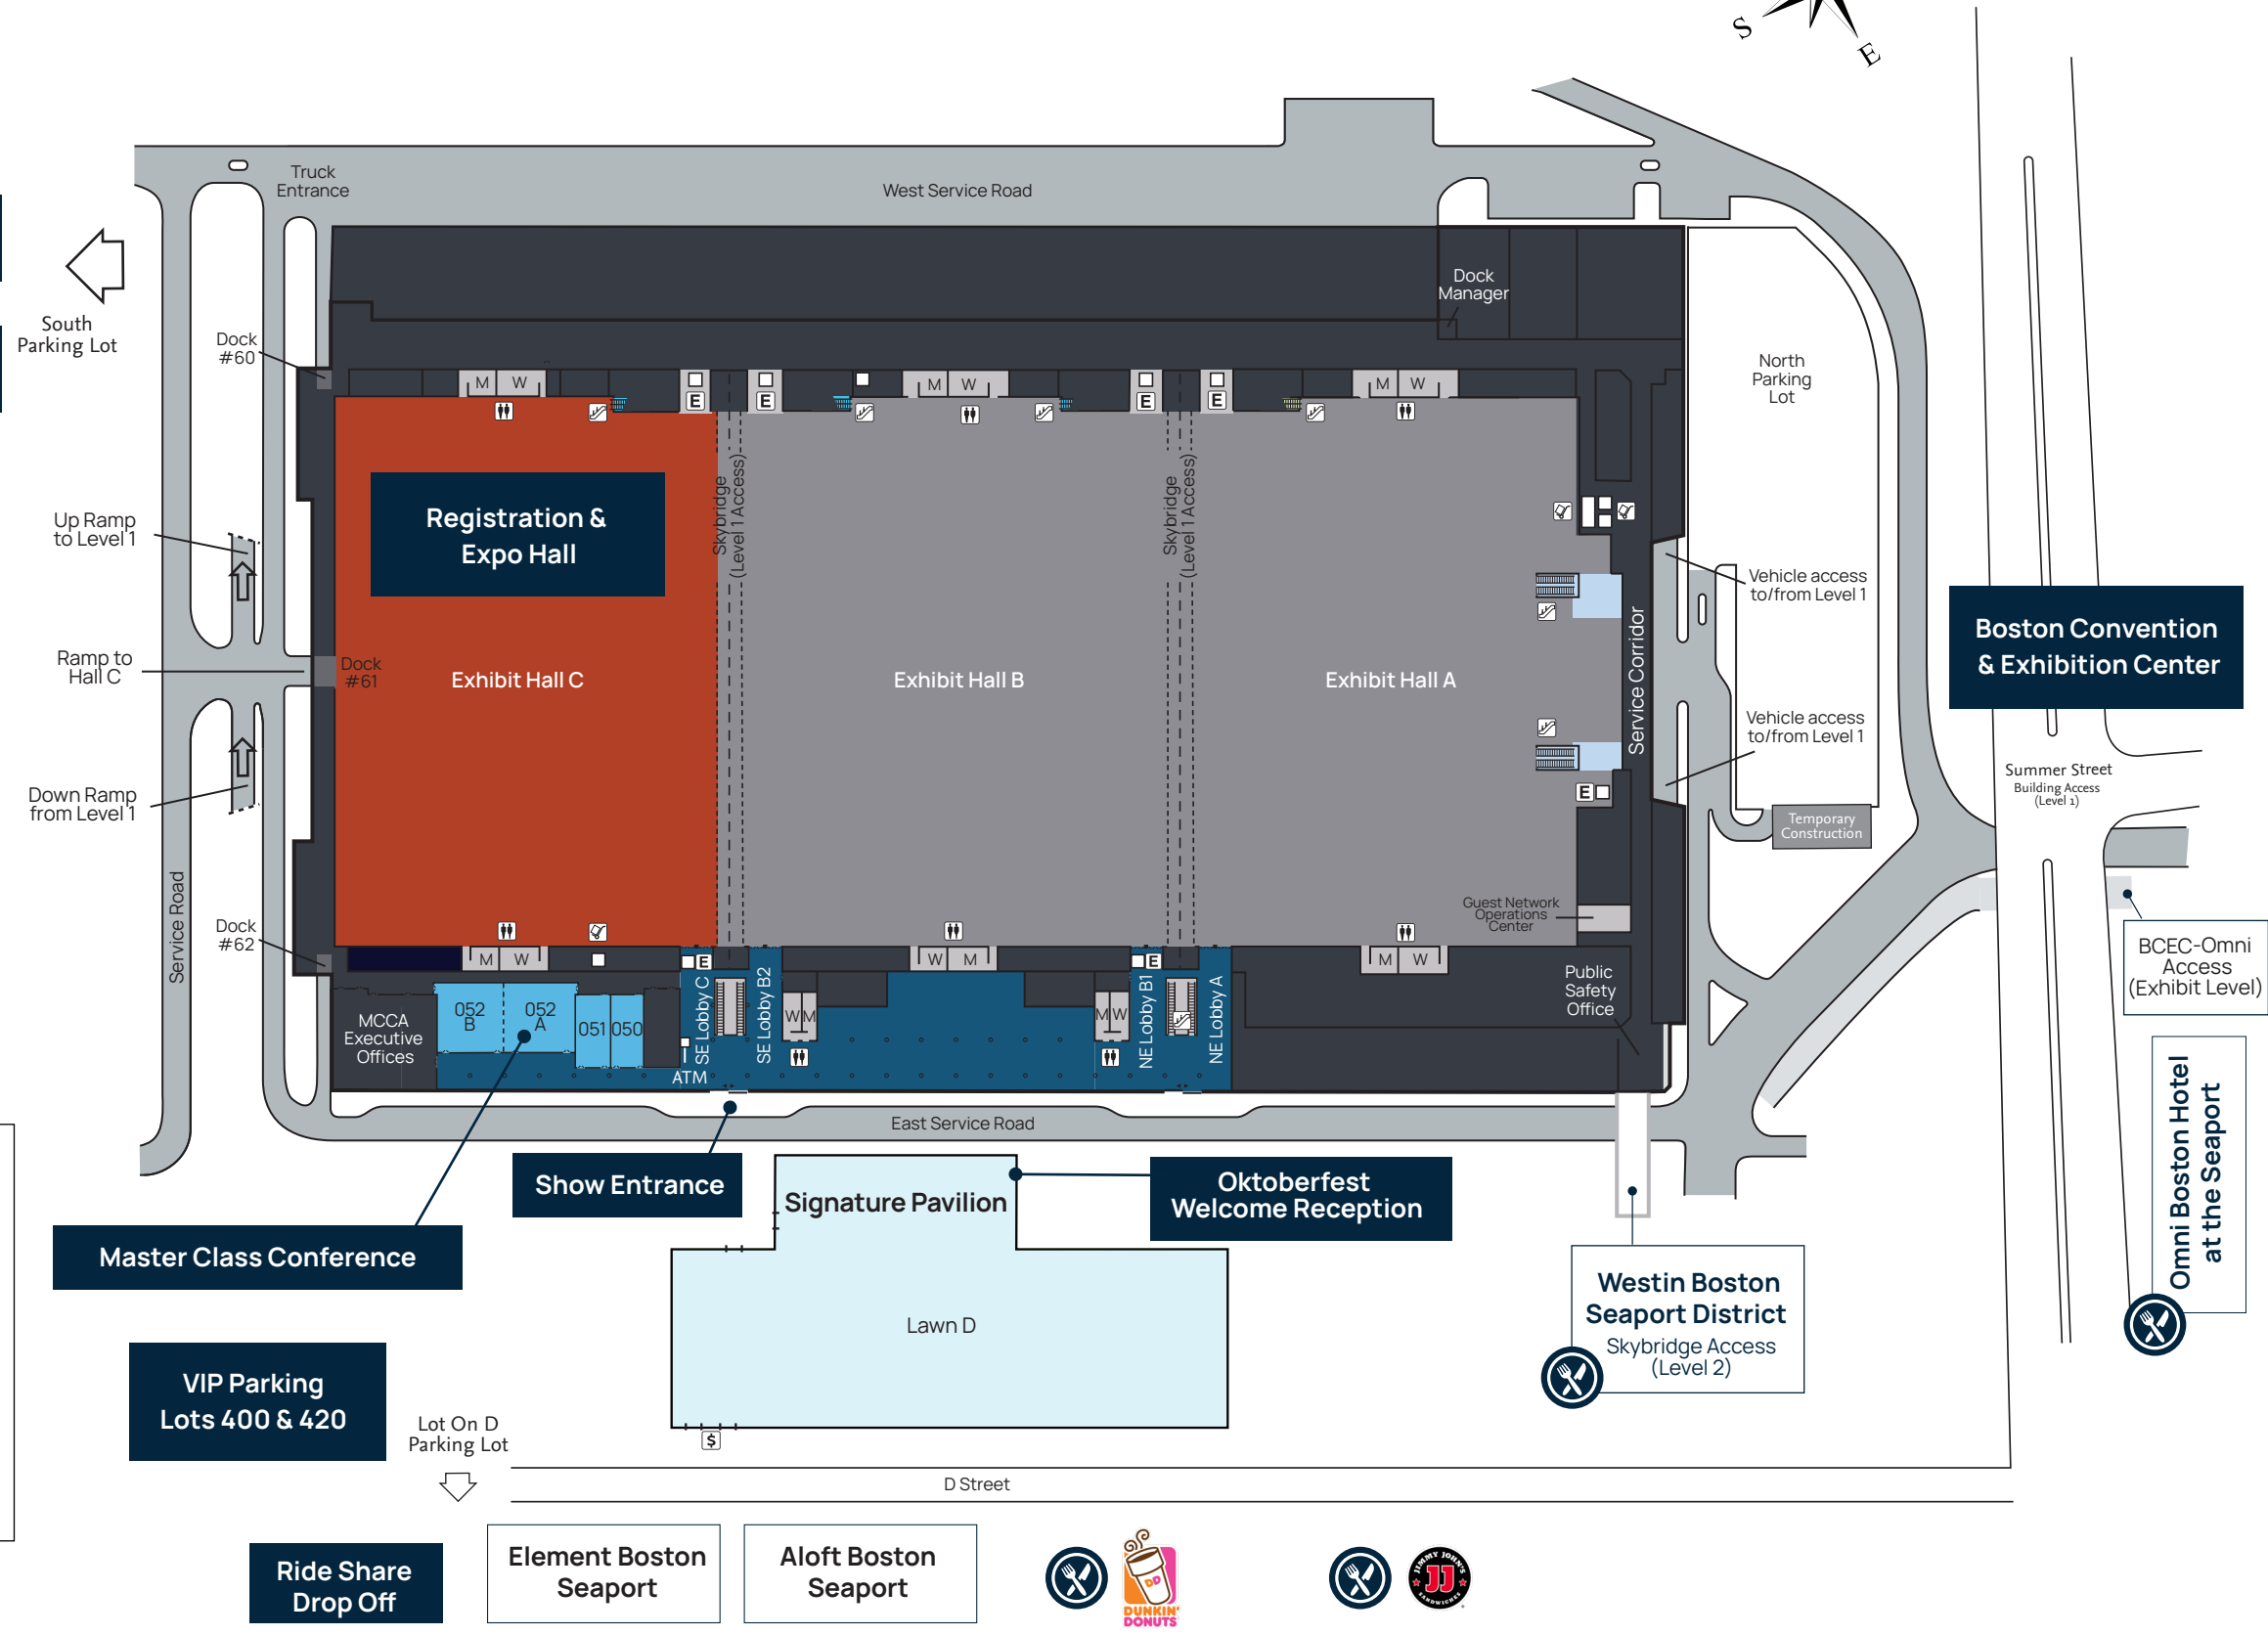 S
E
Truck
Entrance
West Service Road
South
Parking Lot
Dock
Manager
Dock
#60
North
Parking
Lot
M W
M W
M W
E
E
E
E
Skybridge
(Level 1 Access)
Skybridge
(Level 1 Access)
Registration &
Expo Hall
Up Ramp
to Level 1
Ramp to
Hall C
Dock
#61
Exhibit Hall C
Exhibit Hall B
Exhibit Hall A
Service Corridor
Vehicle access
to/from Level 1
Vehicle access
to/from Level 1
Boston Convention
& Exhibition Center
Summer Street
Building Access
(Level 1)
Down Ramp
from Level 1
E
Temporary
Construction
Service Road
Dock
#62
Guest Network
Operations
Center
BCEC-Omni
Access
(Exhibit Level)
M W
W M
M W
E
E
Public
Safety
Office
MCCA
Executive
Offices
052
B
052
A
051
050
ATM
SE Lobby C
SE Lobby B2
W M
M W
NE Lobby B1
NE Lobby A
East Service Road
Show Entrance
Signature Pavilion
Oktoberfest
Welcome Reception
Master Class Conference
Lawn D
Westin Boston
Seaport District
Skybridge Access
(Level 2)
Omni Boston Hotel
at the Seaport
VIP Parking
Lots 400 & 420
Lot On D
Parking Lot
$
D Street
Ride Share
Drop Off
Element Boston
Seaport
Aloft Boston
Seaport
DD
DUNKIN'
DONUTS
JIMMY JOHN'S
JJ
SANDWICHES